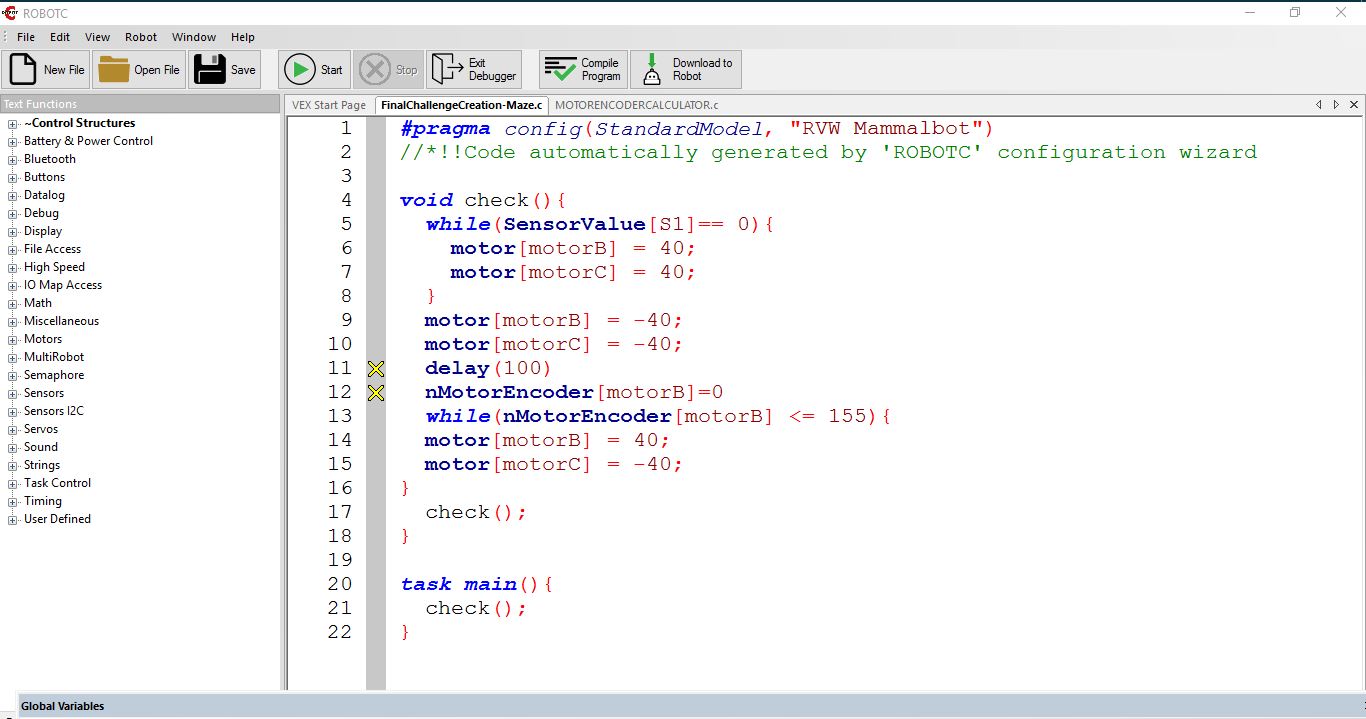 ROBOTC
File Edit View Robot Window Help
New File Open File Save Start Stop Exit Debugger Compile Program Download to Robot
Text Functions
~Control Structures
Battery & Power Control
Bluetooth
Buttons
Datalog
Debug
Display
File Access
High Speed
IO Map Access
Math
Miscellaneous
Motors
MultiRobot
Semaphore
Sensors
Sensors I2C
Servos
Sound
Strings
Task Control
Timing
User Defined
VEX Start Page FinalChallengeCreation-Maze.c MOTORENCODERCALCULATOR.c
1 #pragma config(StandardModel, "RVW Mammalbot")
2 //*!!Code automatically generated by 'ROBOTC' configuration wizard
3
4 void check(){
5 while(SensorValue[S1]== 0){
6 motor[motorB] = 40;
7 motor[motorC] = 40;
8 }
9 motor[motorB] = -40;
10 motor[motorC] = -40;
11 delay(100)
12 nMotorEncoder[motorB]=0
13 while(nMotorEncoder[motorB] <= 155){
14 motor[motorB] = 40;
15 motor[motorC] = -40;
16 }
17 check();
18 }
19
20 task main(){
21 check();
22 }
Global Variables